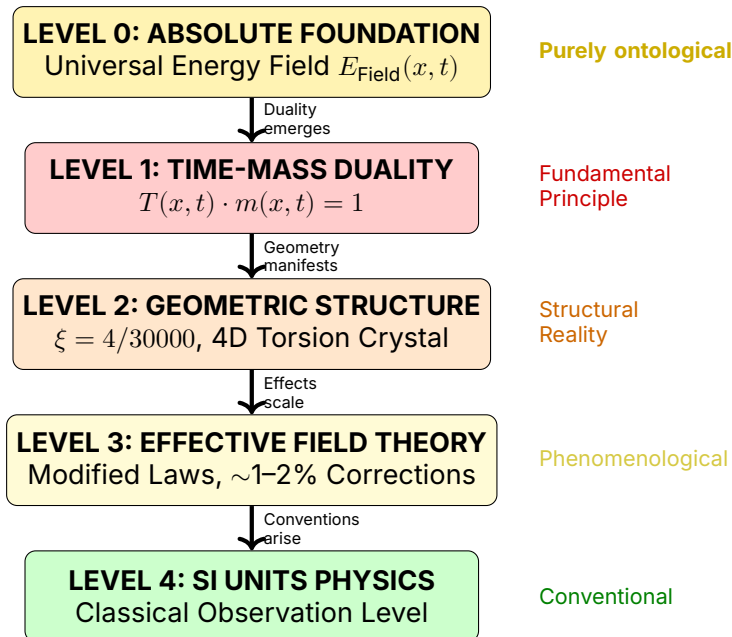 LEVEL 0: ABSOLUTE FOUNDATION
Universal Energy Field E_Field(x, t)
Purely ontological
Duality
emerges
LEVEL 1: TIME-MASS DUALITY
T(x, t) · m(x, t) = 1
Fundamental
Principle
Geometry
manifests
LEVEL 2: GEOMETRIC STRUCTURE
ξ = 4/30000, 4D Torsion Crystal
Structural
Reality
Effects
scale
LEVEL 3: EFFECTIVE FIELD THEORY
Modified Laws, ~1–2% Corrections
Phenomenological
Conventions
arise
LEVEL 4: SI UNITS PHYSICS
Classical Observation Level
Conventional